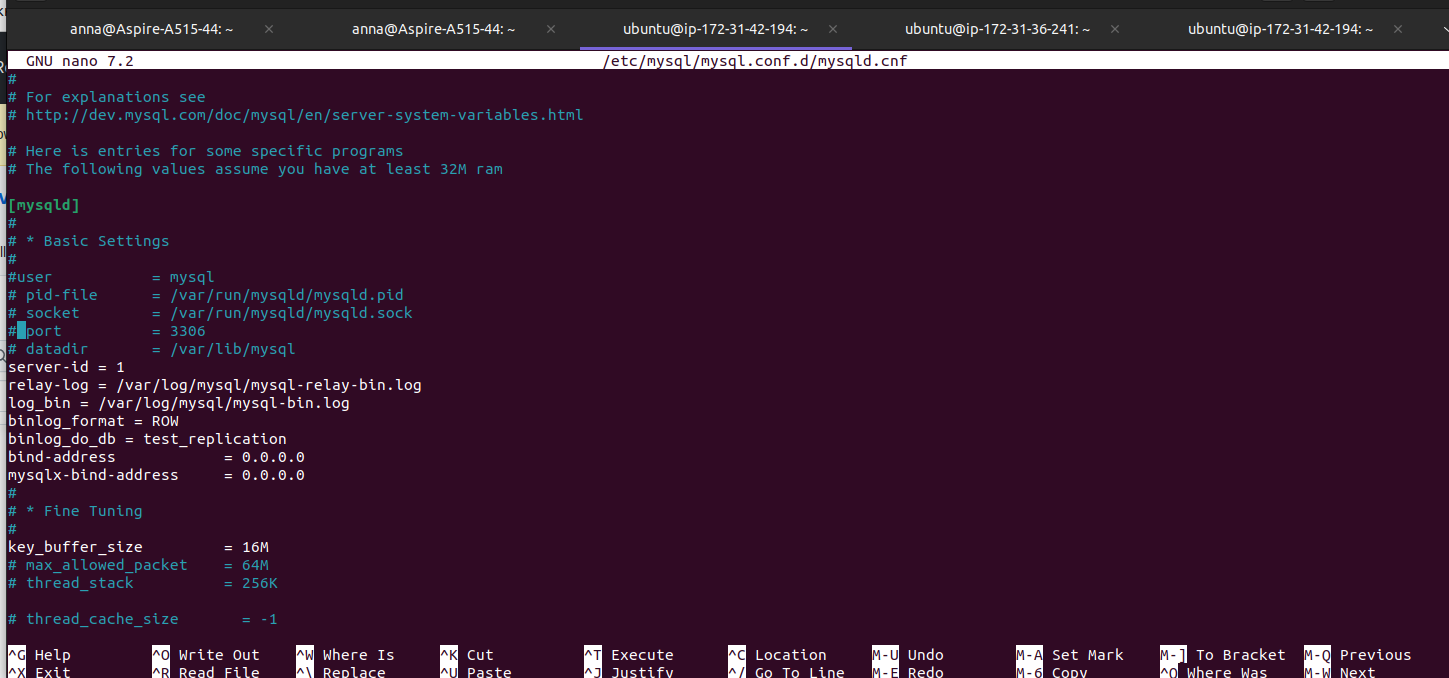 anna@Aspire-A515-44: ~ × anna@Aspire-A515-44: ~ × ubuntu@ip-172-31-42-194: ~ × ubuntu@ip-172-31-36-241: ~ × ubuntu@ip-172-31-42-194: ~ ×
GNU nano 7.2 /etc/mysql/mysql.conf.d/mysqld.cnf
#
# For explanations see
# http://dev.mysql.com/doc/mysql/en/server-system-variables.html
# Here is entries for some specific programs
# The following values assume you have at least 32M ram
[mysqld]
#
# * Basic Settings
#
#user = mysql
# pid-file = /var/run/mysqld/mysqld.pid
# socket = /var/run/mysqld/mysqld.sock
# port = 3306
# datadir = /var/lib/mysql
server-id = 1
relay-log = /var/log/mysql/mysql-relay-bin.log
log_bin = /var/log/mysql/mysql-bin.log
binlog_format = ROW
binlog_do_db = test_replication
bind-address = 0.0.0.0
mysqlx-bind-address = 0.0.0.0
#
# * Fine Tuning
#
key_buffer_size = 16M
# max_allowed_packet = 64M
# thread_stack = 256K
# thread_cache_size = -1
^G Help ^O Write Out ^W Where Is ^K Cut ^T Execute ^C Location M-U Undo M-A Set Mark M-] To Bracket M-Q Previous
^X Exit ^R Read File ^\ Replace ^U Paste ^J Justify ^/ Go To Line M-E Redo M-6 Copy ^Q Where Was M-W Next